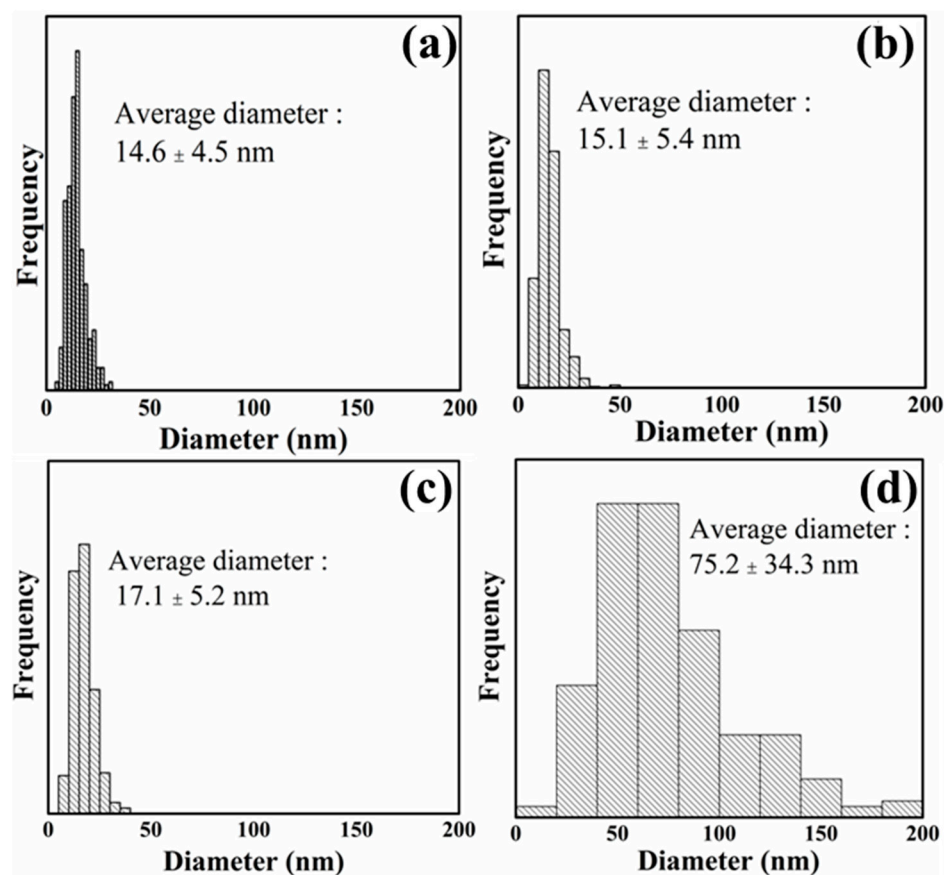 (a)
Average diameter :
14.6 ± 4.5 nm
Frequency
0 50 100 150 200
Diameter (nm)
(b)
Average diameter :
15.1 ± 5.4 nm
Frequency
0 50 100 150 200
Diameter (nm)
(c)
Average diameter :
17.1 ± 5.2 nm
Frequency
0 50 100 150 200
Diameter (nm)
(d)
Average diameter :
75.2 ± 34.3 nm
Frequency
0 50 100 150 200
Diameter (nm)